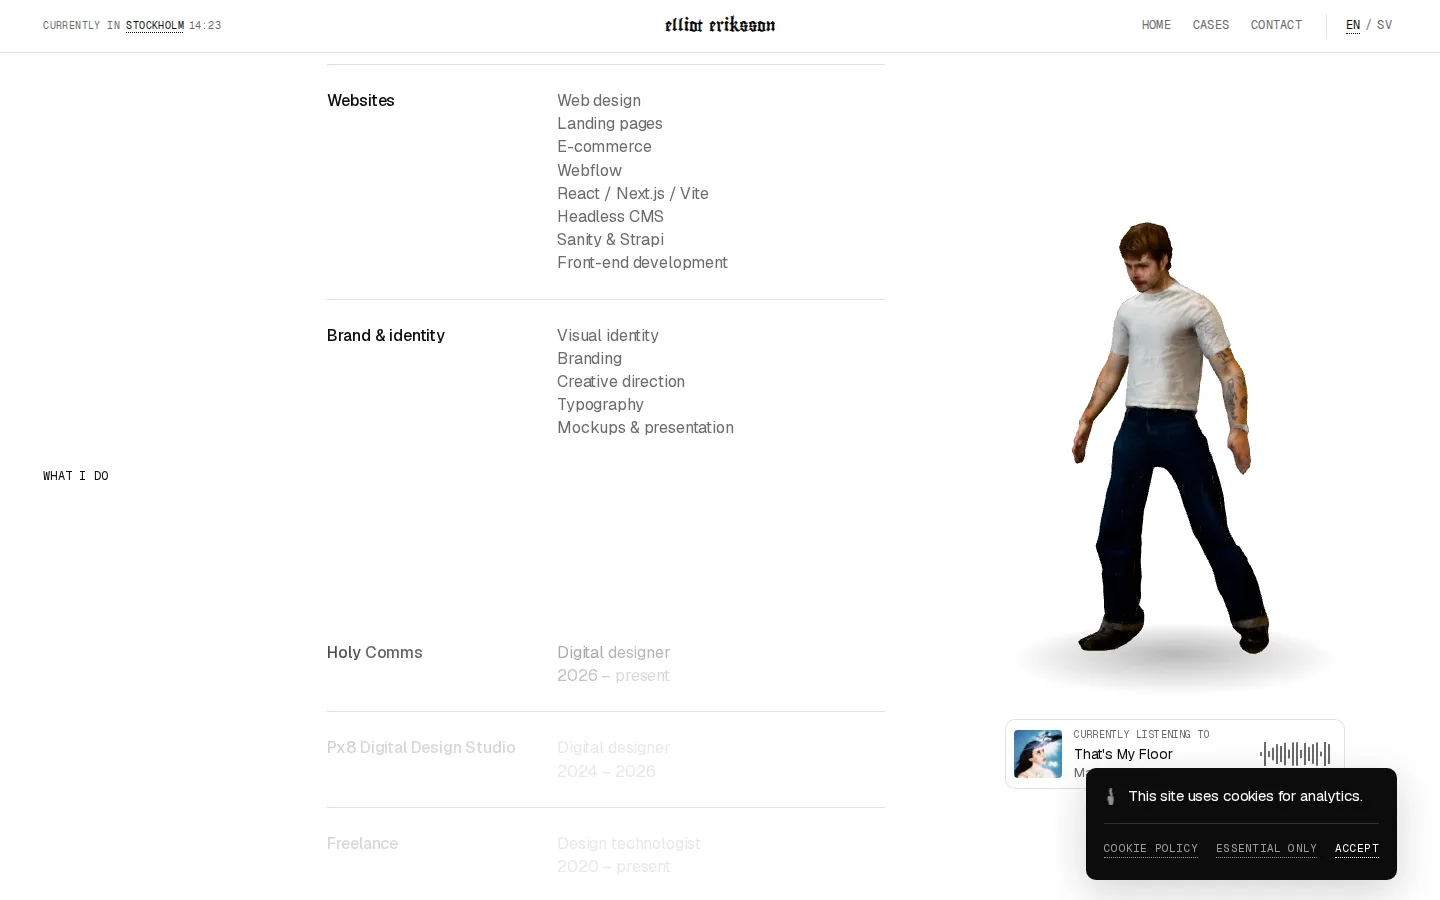 CURRENTLY IN STOCKHOLM 14:23
elliot eriksson
HOME CASES CONTACT EN / SV
Websites
Web design
Landing pages
E-commerce
Webflow
React / Next.js / Vite
Headless CMS
Sanity & Strapi
Front-end development
Brand & identity
Visual identity
Branding
Creative direction
Typography
Mockups & presentation
WHAT I DO
Holy Comms
Digital designer
2026 – present
Px8 Digital Design Studio
Digital designer
2024 – 2026
Freelance
Design technologist
2020 – present
CURRENTLY LISTENING TO
That's My Floor
This site uses cookies for analytics.
COOKIE POLICY ESSENTIAL ONLY ACCEPT